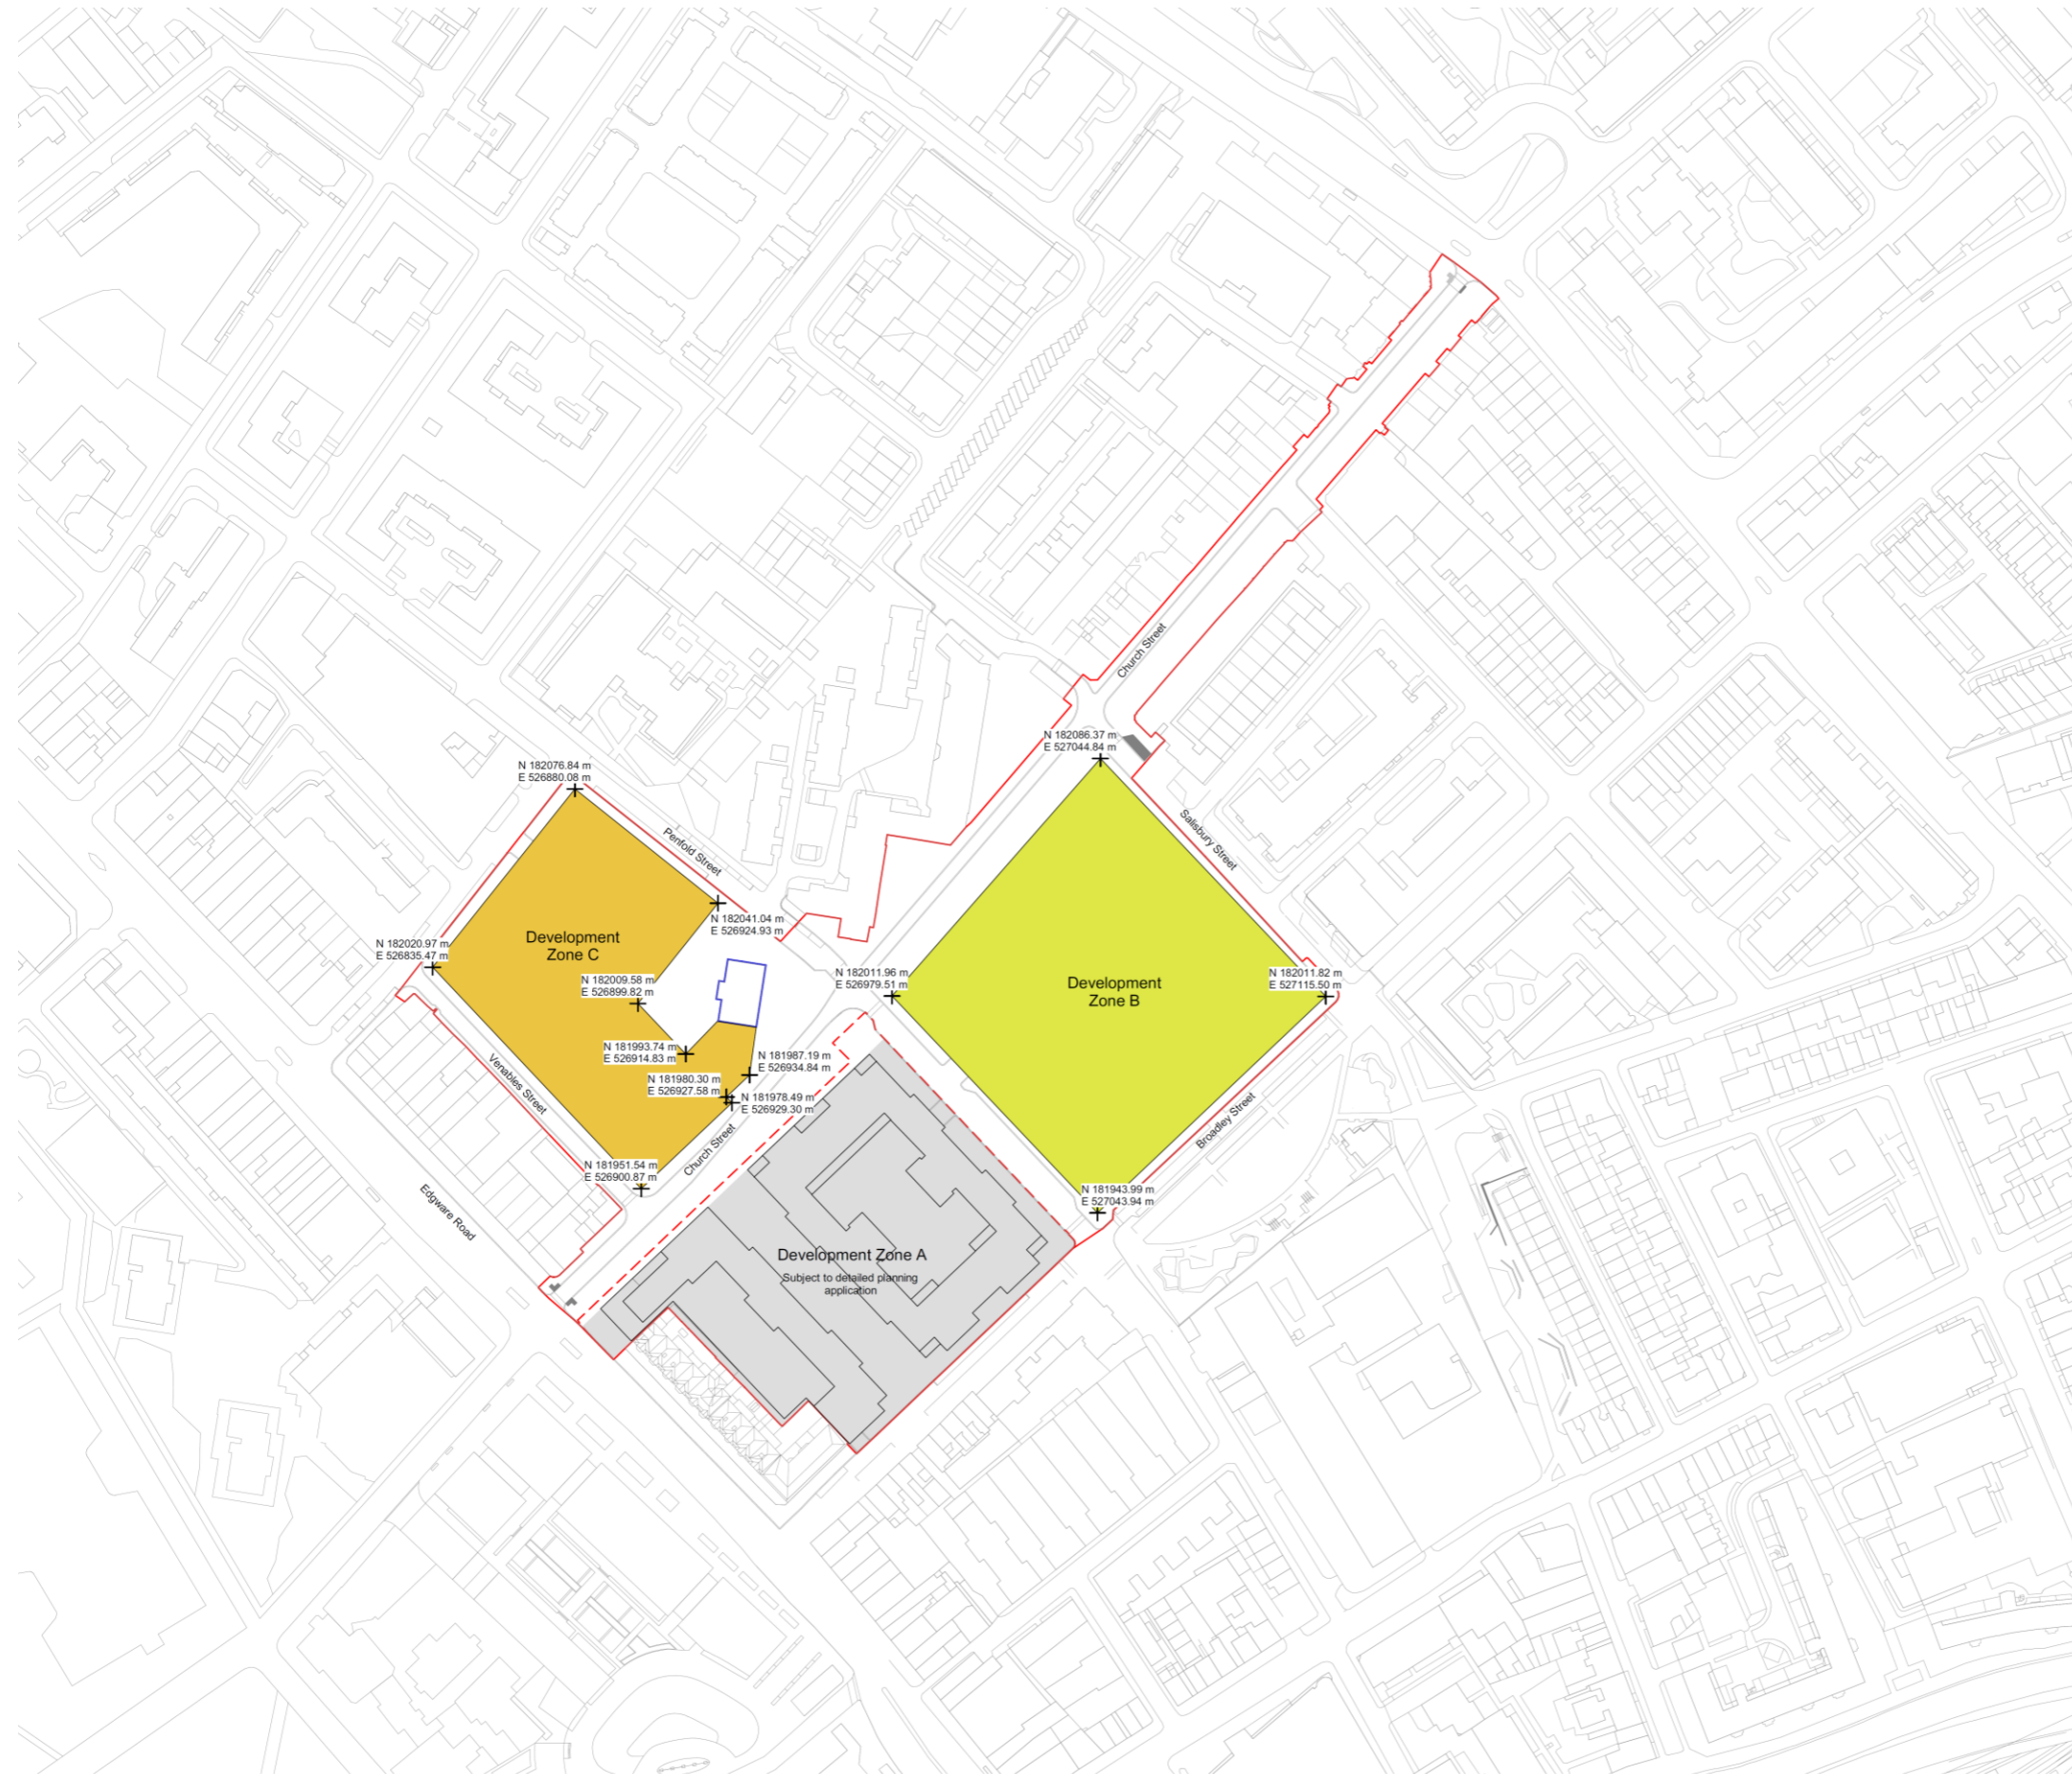 Church Street
N 182086.37 m
E 527044.84 m
N 182076.84 m
E 526880.08 m
Salisbury Street
Penfold Street
N 182041.04 m
E 526924.93 m
Development
Zone C
N 182020.97 m
E 526835.47 m
N 182009.58 m
E 526899.82 m
N 182011.96 m
E 526979.51 m
Development
Zone B
N 182011.82 m
E 527115.50 m
N 181993.74 m
E 526914.83 m
N 181987.19 m
E 526934.84 m
N 181980.30 m
E 526927.58 m
N 181978.49 m
E 526929.30 m
Venables Street
Church Street
Broadley Street
N 181951.54 m
E 526900.87 m
Edgware Road
N 181943.99 m
E 527043.94 m
Development Zone A
Subject to detailed planning
application